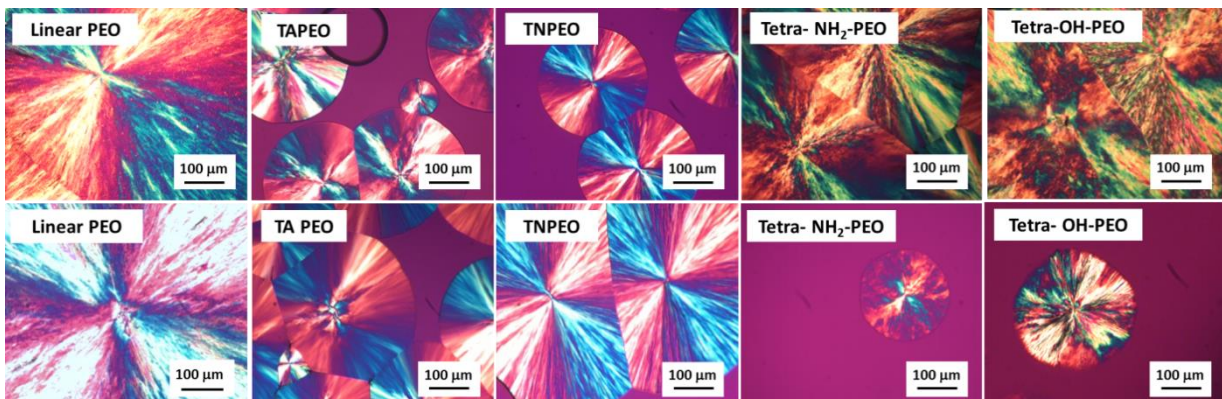 Linear PEO
TAPEO
TNPEO
Tetra- NH₂-PEO
Tetra-OH-PEO
100 µm
100 µm
100 µm
100 µm
100 µm
Linear PEO
TA PEO
TNPEO
Tetra- NH₂-PEO
Tetra- OH-PEO
100 µm
100 µm
100 µm
100 µm
100 µm